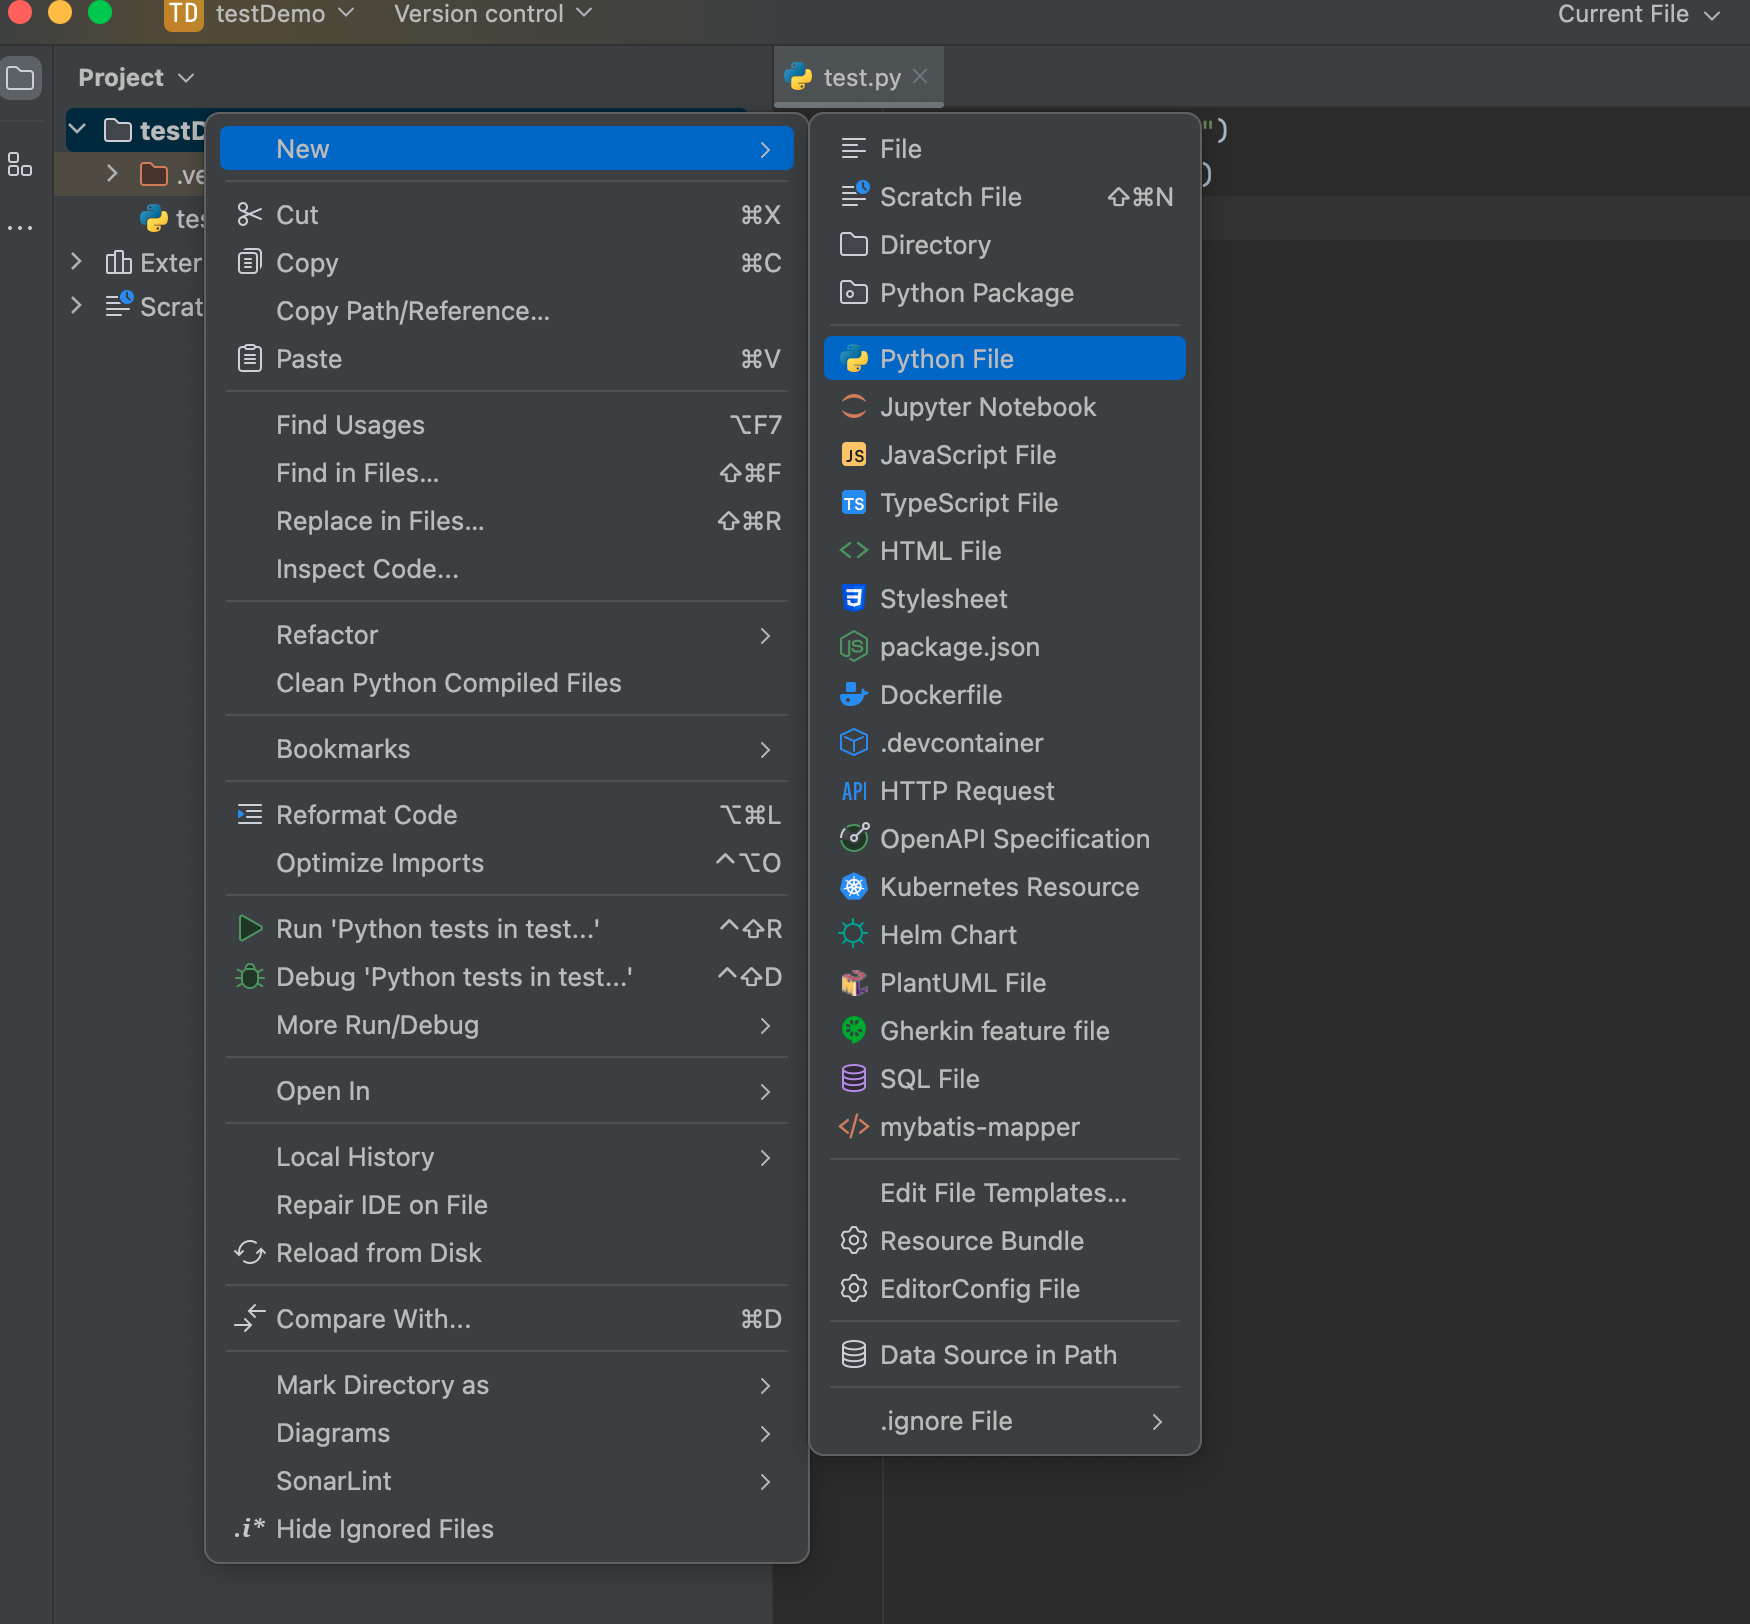 TD testDemo Version control Current File
Project
test.py
testD
.ve
tes
Exter
Scrat
New
Cut ⌘X
Copy ⌘C
Copy Path/Reference...
Paste ⌘V
Find Usages ⌥F7
Find in Files... ⇧⌘F
Replace in Files... ⇧⌘R
Inspect Code...
Refactor
Clean Python Compiled Files
Bookmarks
Reformat Code ⌥⌘L
Optimize Imports ^⌥O
Run 'Python tests in test...' ^⇧R
Debug 'Python tests in test...' ^⇧D
More Run/Debug
Open In
Local History
Repair IDE on File
Reload from Disk
Compare With... ⌘D
Mark Directory as
Diagrams
SonarLint
.i* Hide Ignored Files
File
Scratch File ⇧⌘N
Directory
Python Package
Python File
Jupyter Notebook
JS JavaScript File
TS TypeScript File
<> HTML File
Stylesheet
JS package.json
Dockerfile
.devcontainer
API HTTP Request
OpenAPI Specification
Kubernetes Resource
Helm Chart
PlantUML File
Gherkin feature file
SQL File
</> mybatis-mapper
Edit File Templates...
Resource Bundle
EditorConfig File
Data Source in Path
.ignore File
")
)